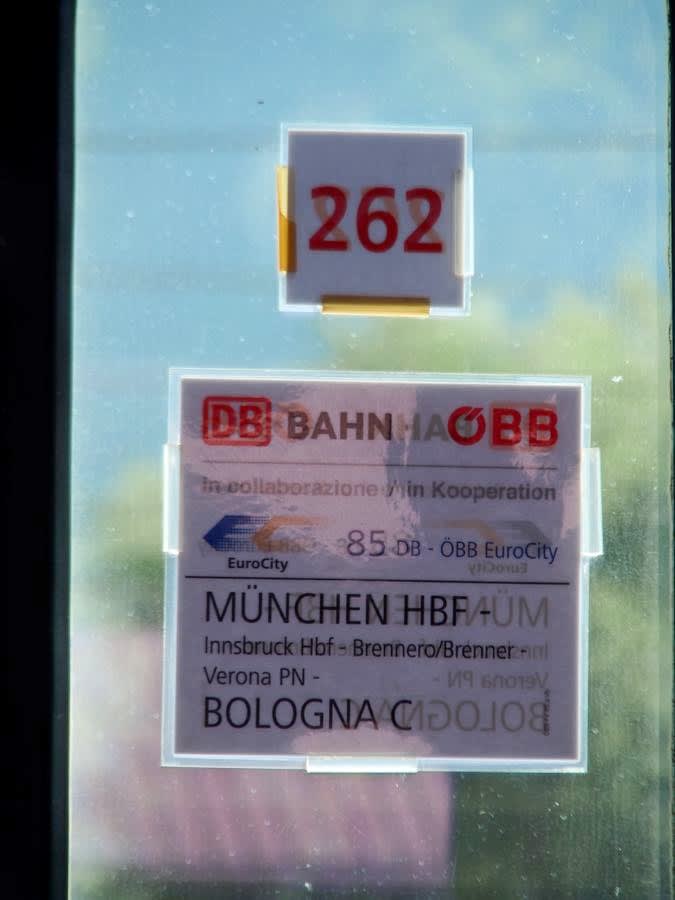 262
DB BAHN ÖBB
in collaborazione / in Kooperation
85 DB - ÖBB EuroCity
EuroCity
MÜNCHEN HBF -
Innsbruck Hbf - Brennero/Brenner -
Verona PN -
BOLOGNA C